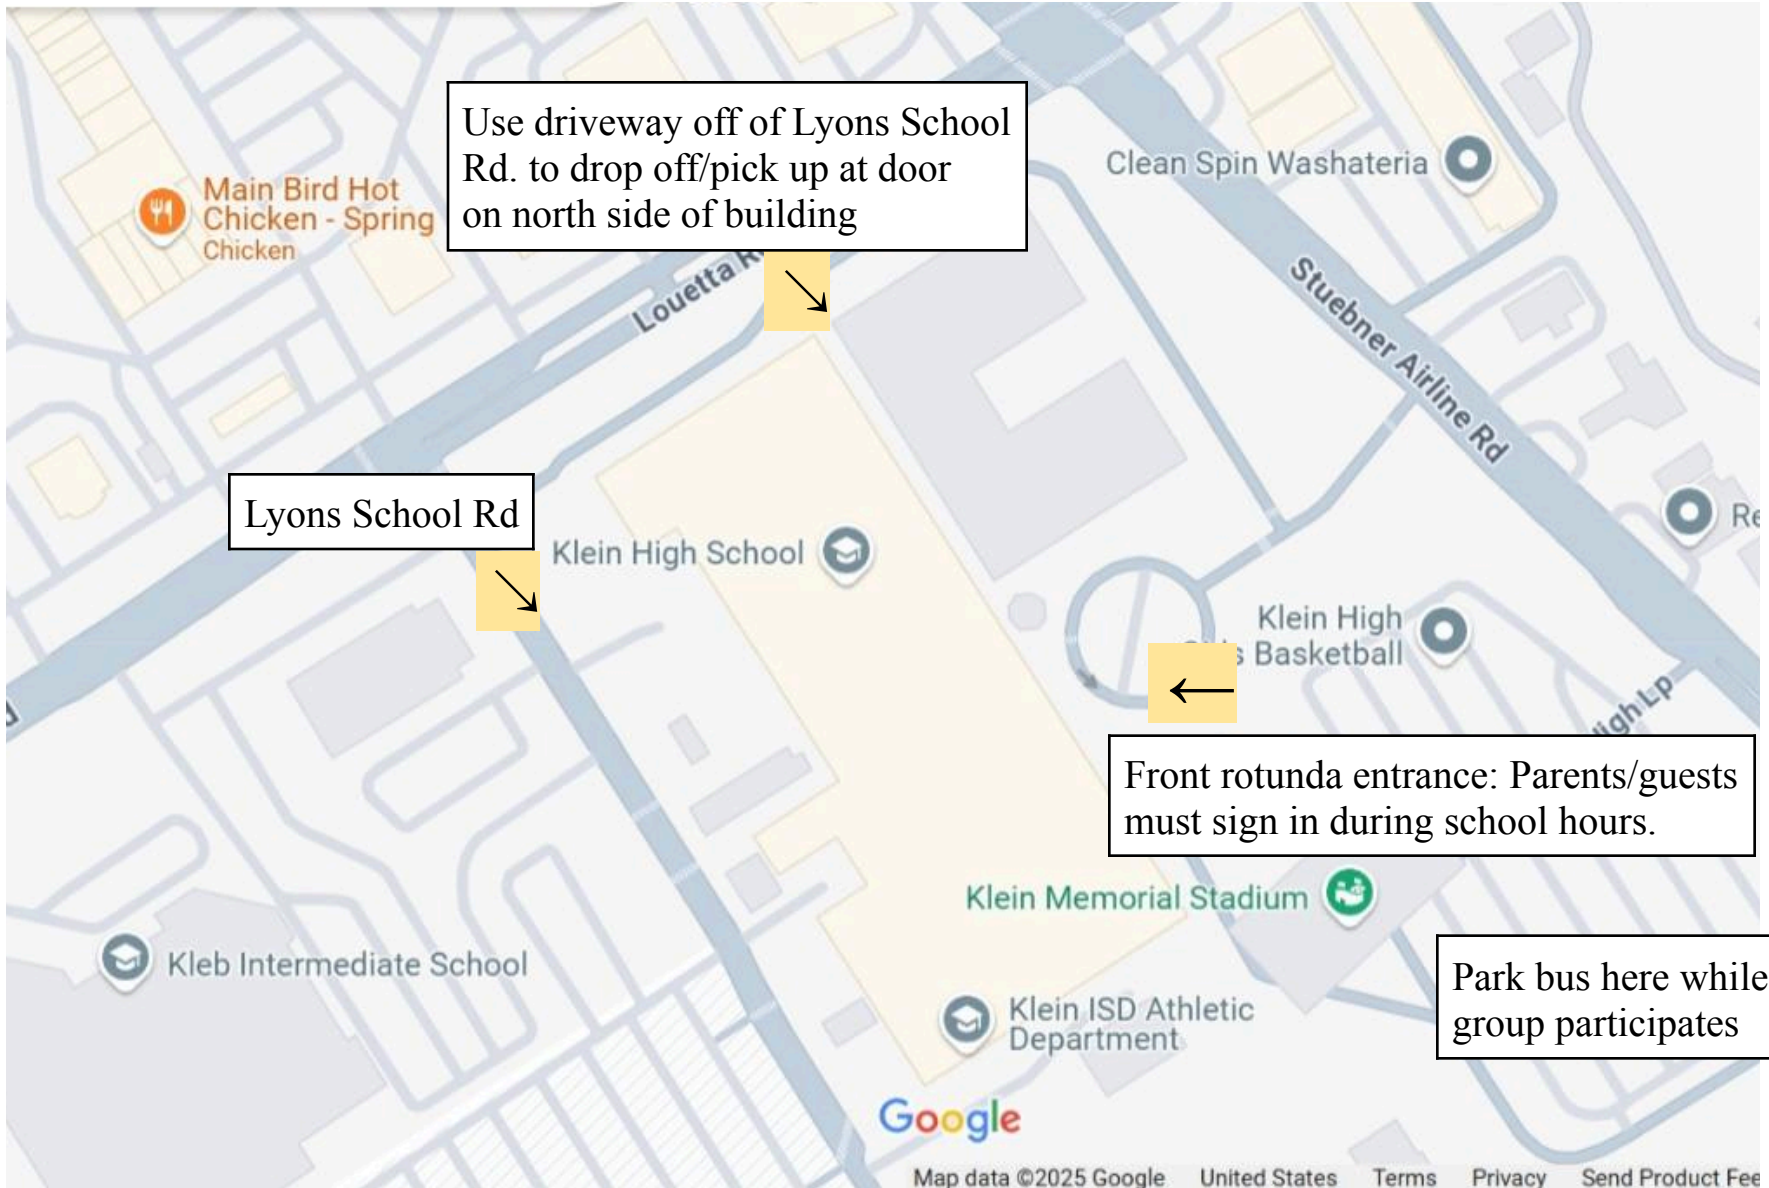 Use driveway off of Lyons School
Rd. to drop off/pick up at door
on north side of building
Main Bird Hot
Chicken - Spring
Chicken
Clean Spin Washateria
Louetta
Stuebner Airline Rd
Lyons School Rd
Klein High School
Klein High
Basketball
Front rotunda entrance: Parents/guests
must sign in during school hours.
Klein Memorial Stadium
Kleb Intermediate School
Klein ISD Athletic
Department
Park bus here while
group participates
Google
Map data ©2025 Google United States Terms Privacy Send Product